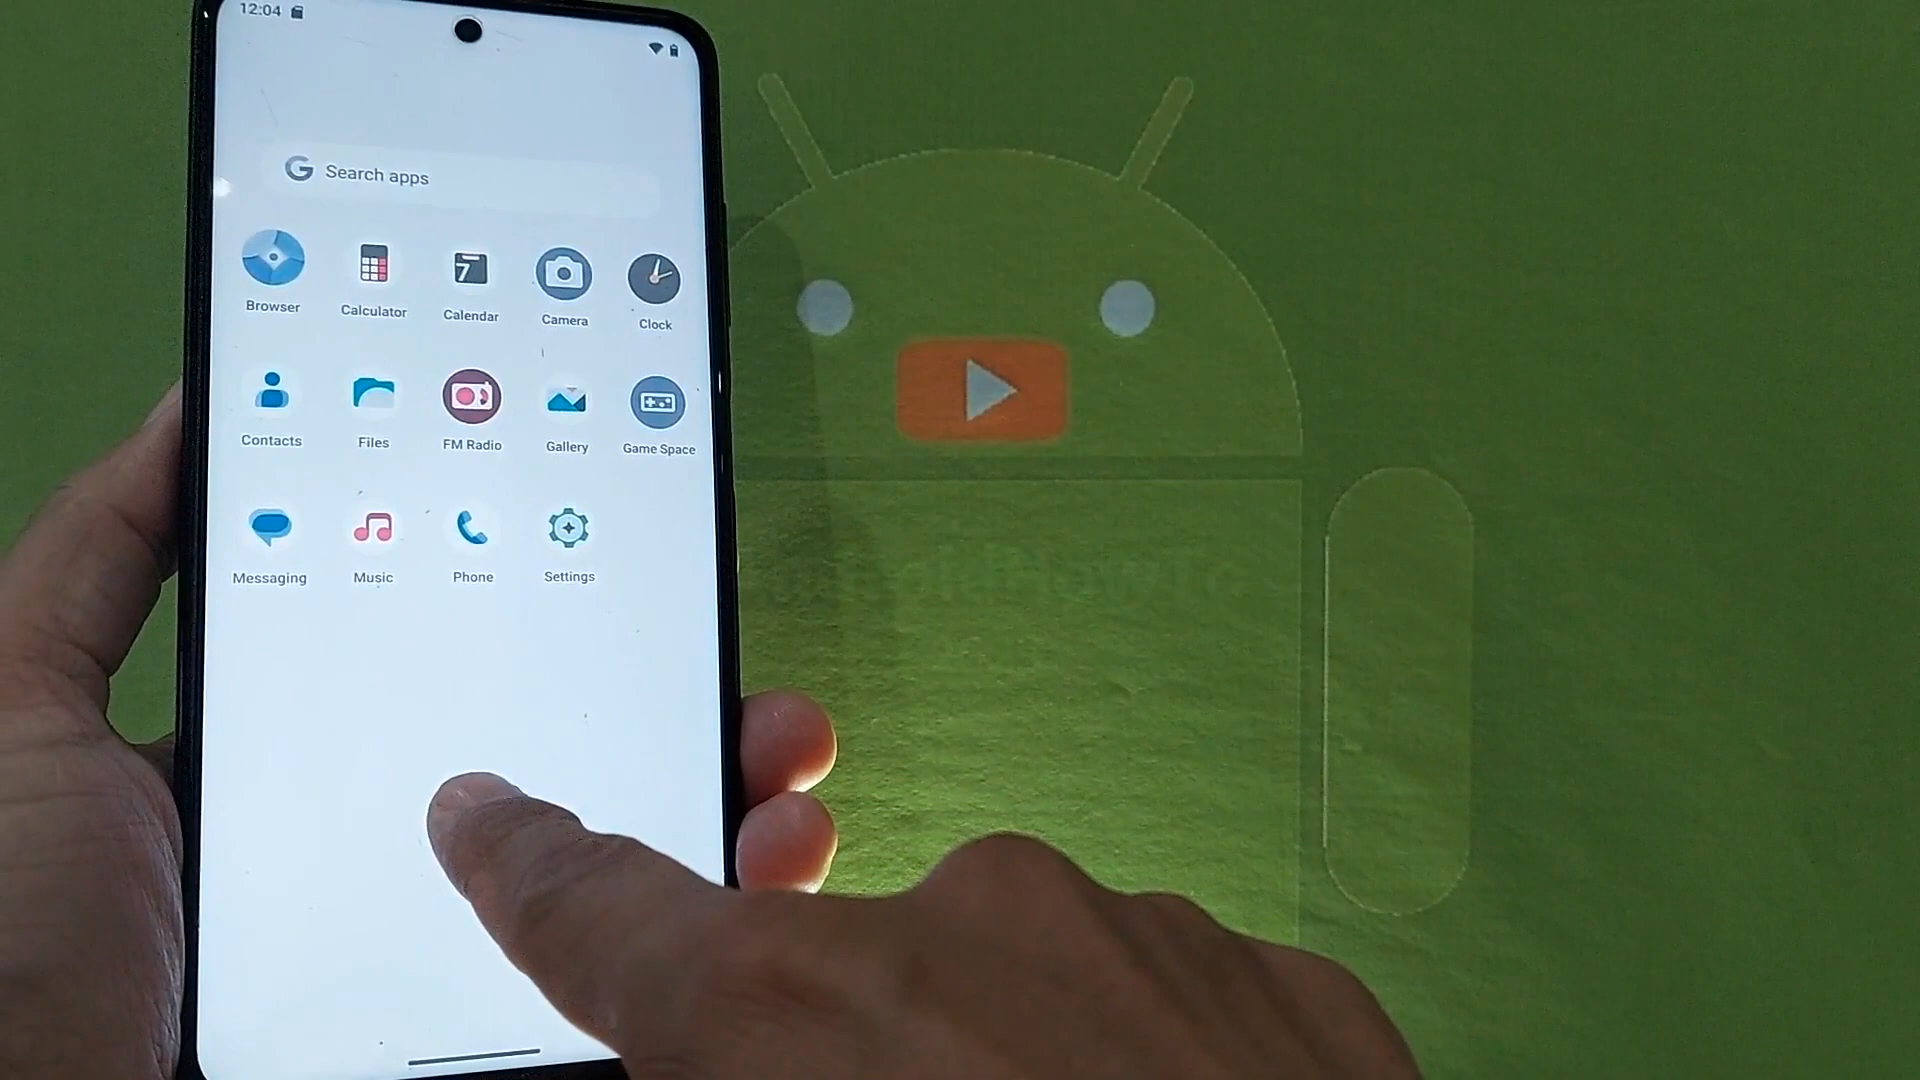 12:04
Search apps
Browser
Calculator
7
Calendar
Camera
Clock
Contacts
Files
FM Radio
Gallery
Game Space
Messaging
Music
Phone
Settings